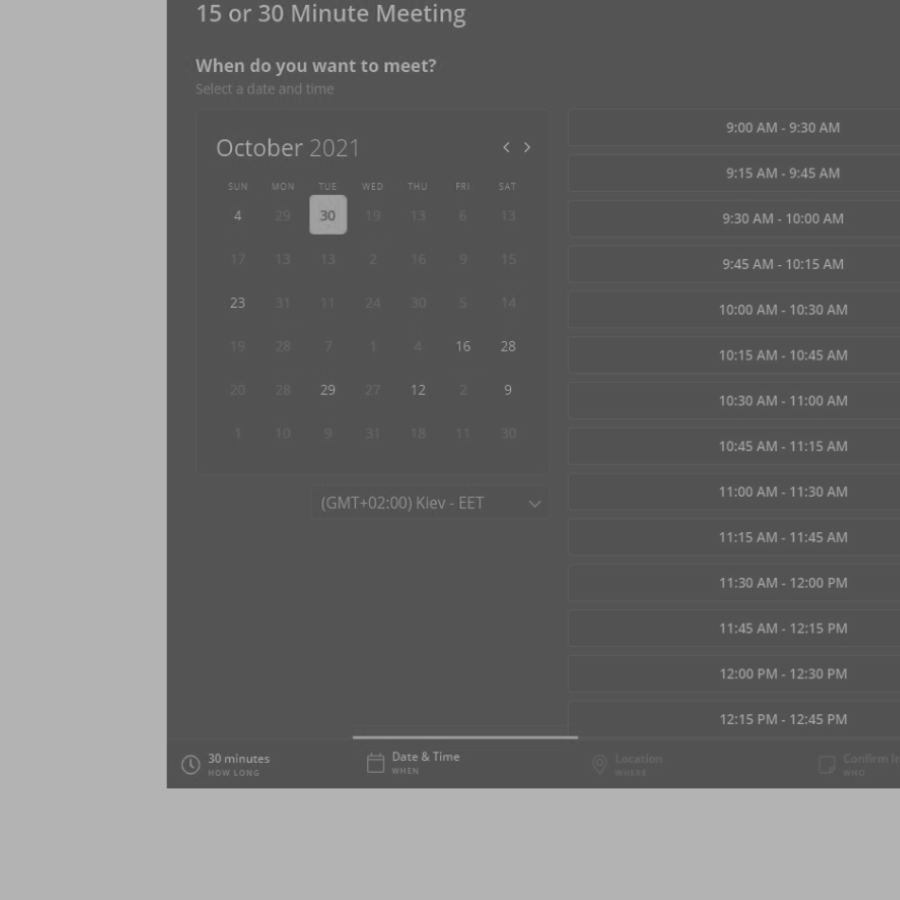 15 or 30 Minute Meeting
When do you want to meet?
Select a date and time
October 2021
SUN MON TUE WED THU FRI SAT
4 29 30 19 13 6 13
17 13 13 2 16 9 15
23 31 11 24 30 5 14
19 28 7 1 4 16 28
20 28 29 27 12 2 9
1 10 9 31 18 11 30
(GMT+02:00) Kiev - EET
9:00 AM - 9:30 AM
9:15 AM - 9:45 AM
9:30 AM - 10:00 AM
9:45 AM - 10:15 AM
10:00 AM - 10:30 AM
10:15 AM - 10:45 AM
10:30 AM - 11:00 AM
10:45 AM - 11:15 AM
11:00 AM - 11:30 AM
11:15 AM - 11:45 AM
11:30 AM - 12:00 PM
11:45 AM - 12:15 PM
12:00 PM - 12:30 PM
12:15 PM - 12:45 PM
30 minutes
HOW LONG
Date & Time
WHEN
Location
WHERE
Confirm
WHO